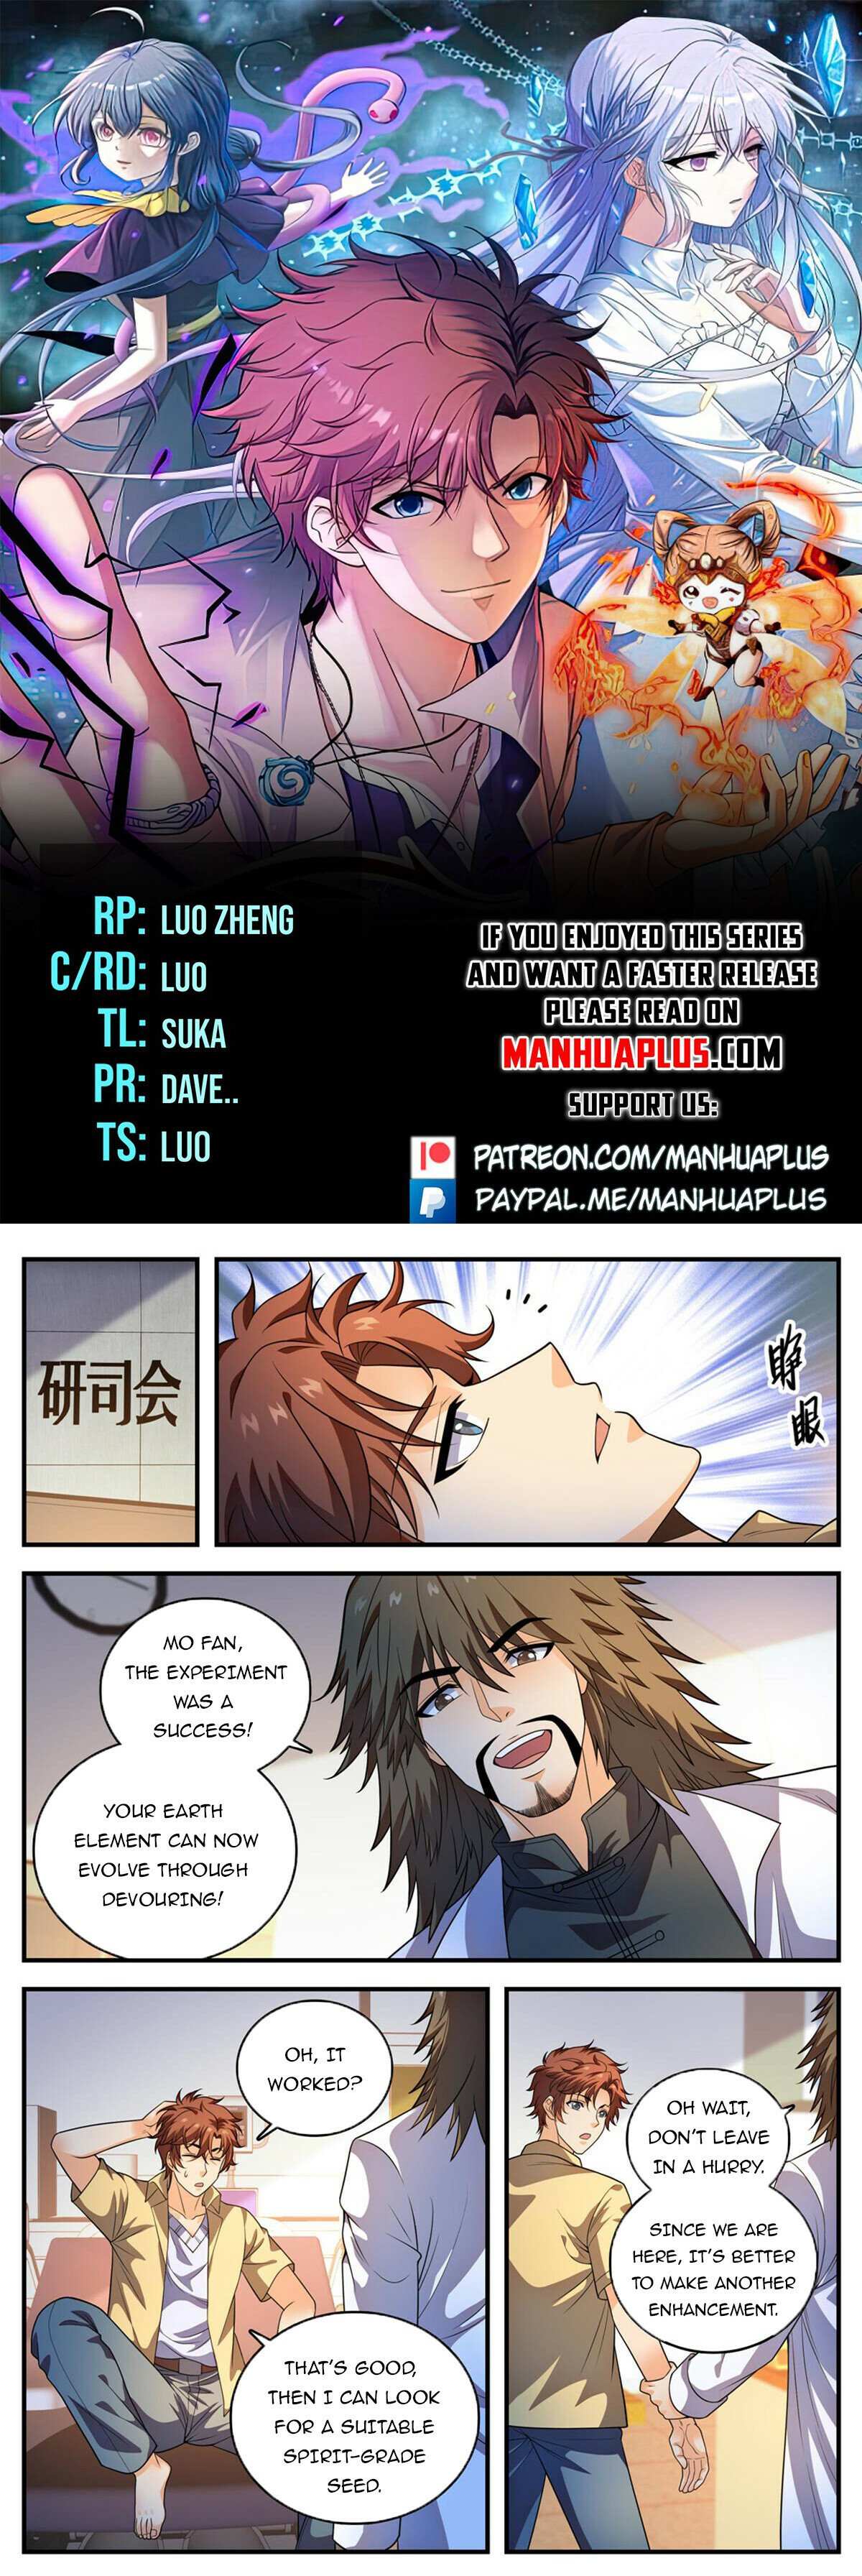 RP: LUO ZHENG
C/RD: LUO
TL: SUKA
PR: DAVE..
TS: LUO
IF YOU ENJOYED THIS SERIES
AND WANT A FASTER RELEASE
PLEASE READ ON
MANHUAPLUS.COM
SUPPORT US:
PATREON.COM/MANHUAPLUS
PAYPAL.ME/MANHUAPLUS
研司会
睁
眼
MO FAN,
THE EXPERIMENT
WAS A
SUCCESS!
YOUR EARTH
ELEMENT CAN NOW
EVOLVE THROUGH
DEVOURING!
OH, IT
WORKED?
THAT'S GOOD,
THEN I CAN LOOK
FOR A SUITABLE
SPIRIT-GRADE
SEED.
OH WAIT,
DON'T LEAVE
IN A HURRY.
SINCE WE ARE
HERE, IT'S BETTER
TO MAKE ANOTHER
ENHANCEMENT.